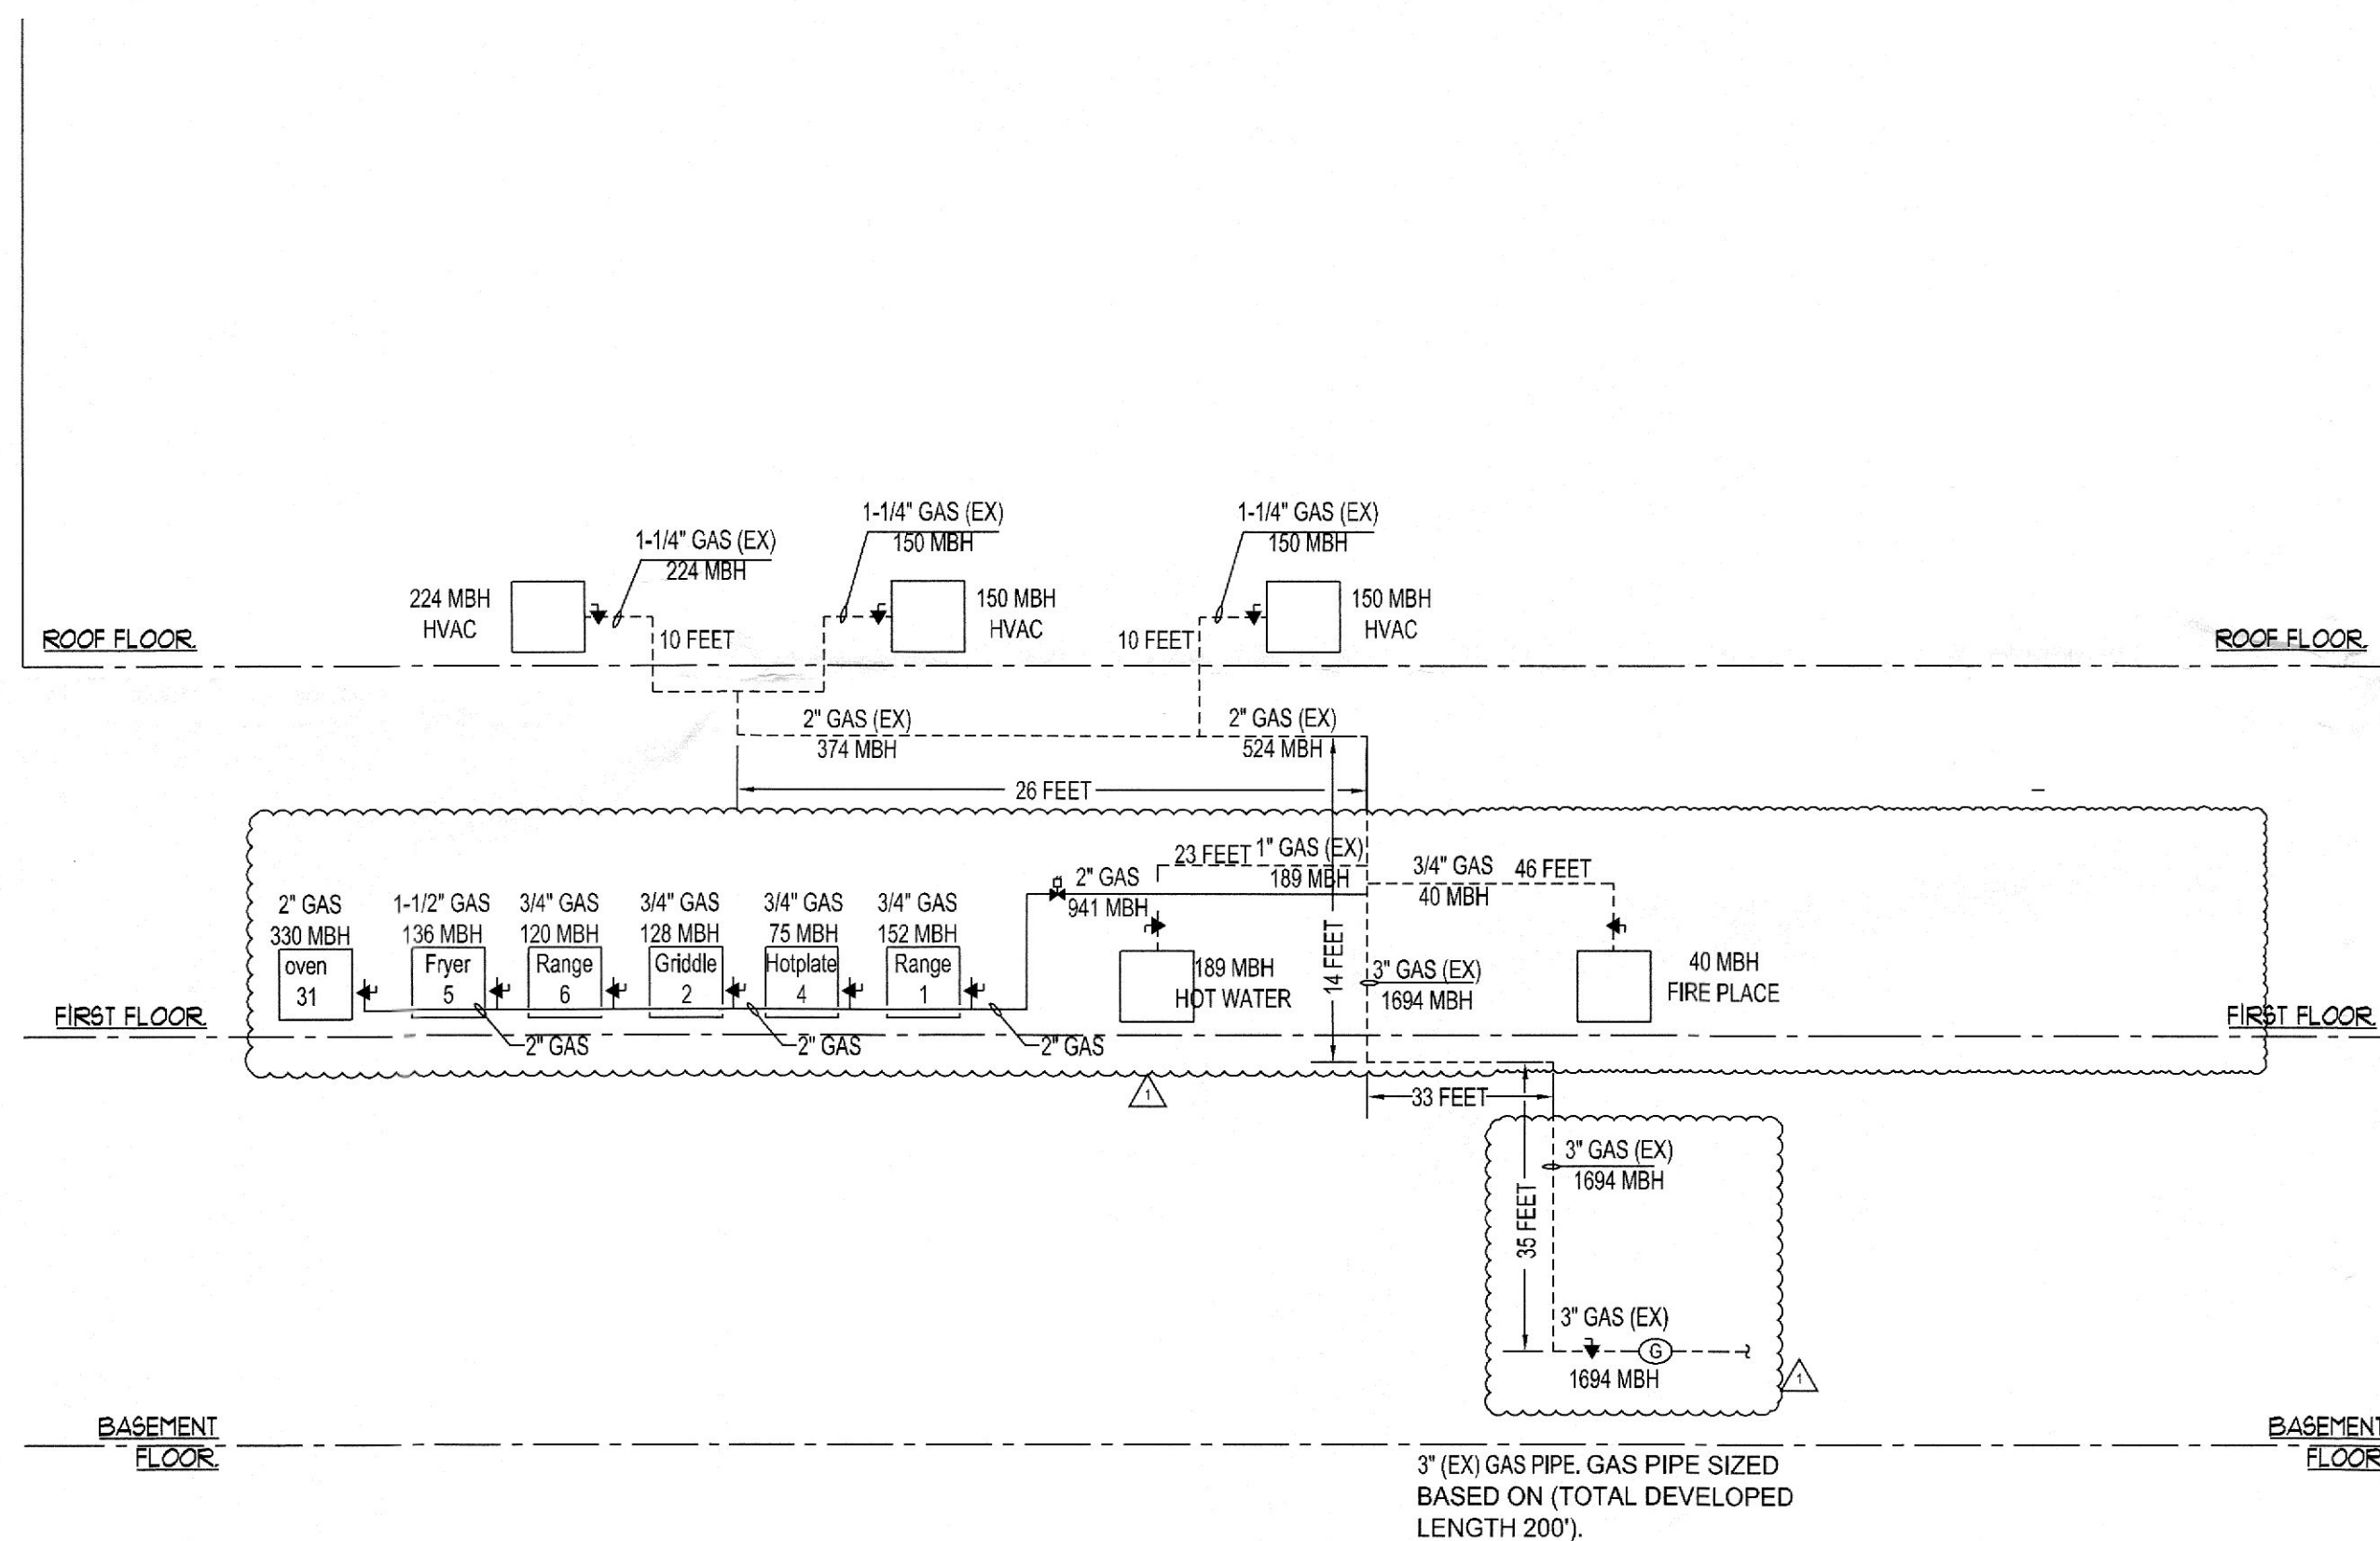 1-1/4" GAS (EX)
150 MBH
1-1/4" GAS (EX)
150 MBH
1-1/4" GAS (EX)
224 MBH
224 MBH
HVAC
150 MBH
HVAC
150 MBH
HVAC
ROOF FLOOR.
10 FEET
10 FEET
ROOF FLOOR.
2" GAS (EX)
374 MBH
2" GAS (EX)
524 MBH
26 FEET
23 FEET
1" GAS (EX)
189 MBH
3/4" GAS
40 MBH
46 FEET
2" GAS
941 MBH
2" GAS
330 MBH
1-1/2" GAS
136 MBH
3/4" GAS
120 MBH
3/4" GAS
128 MBH
3/4" GAS
75 MBH
3/4" GAS
152 MBH
oven
31
Fryer
5
Range
6
Griddle
2
Hotplate
4
Range
1
189 MBH
HOT WATER
14 FEET
3" GAS (EX)
1694 MBH
40 MBH
FIRE PLACE
FIRST FLOOR.
FIRST FLOOR.
2" GAS
2" GAS
2" GAS
1
33 FEET
3" GAS (EX)
1694 MBH
35 FEET
3" GAS (EX)
G
1694 MBH
1
BASEMENT
FLOOR.
BASEMENT
FLOOR
3" (EX) GAS PIPE. GAS PIPE SIZED
BASED ON (TOTAL DEVELOPED
LENGTH 200').